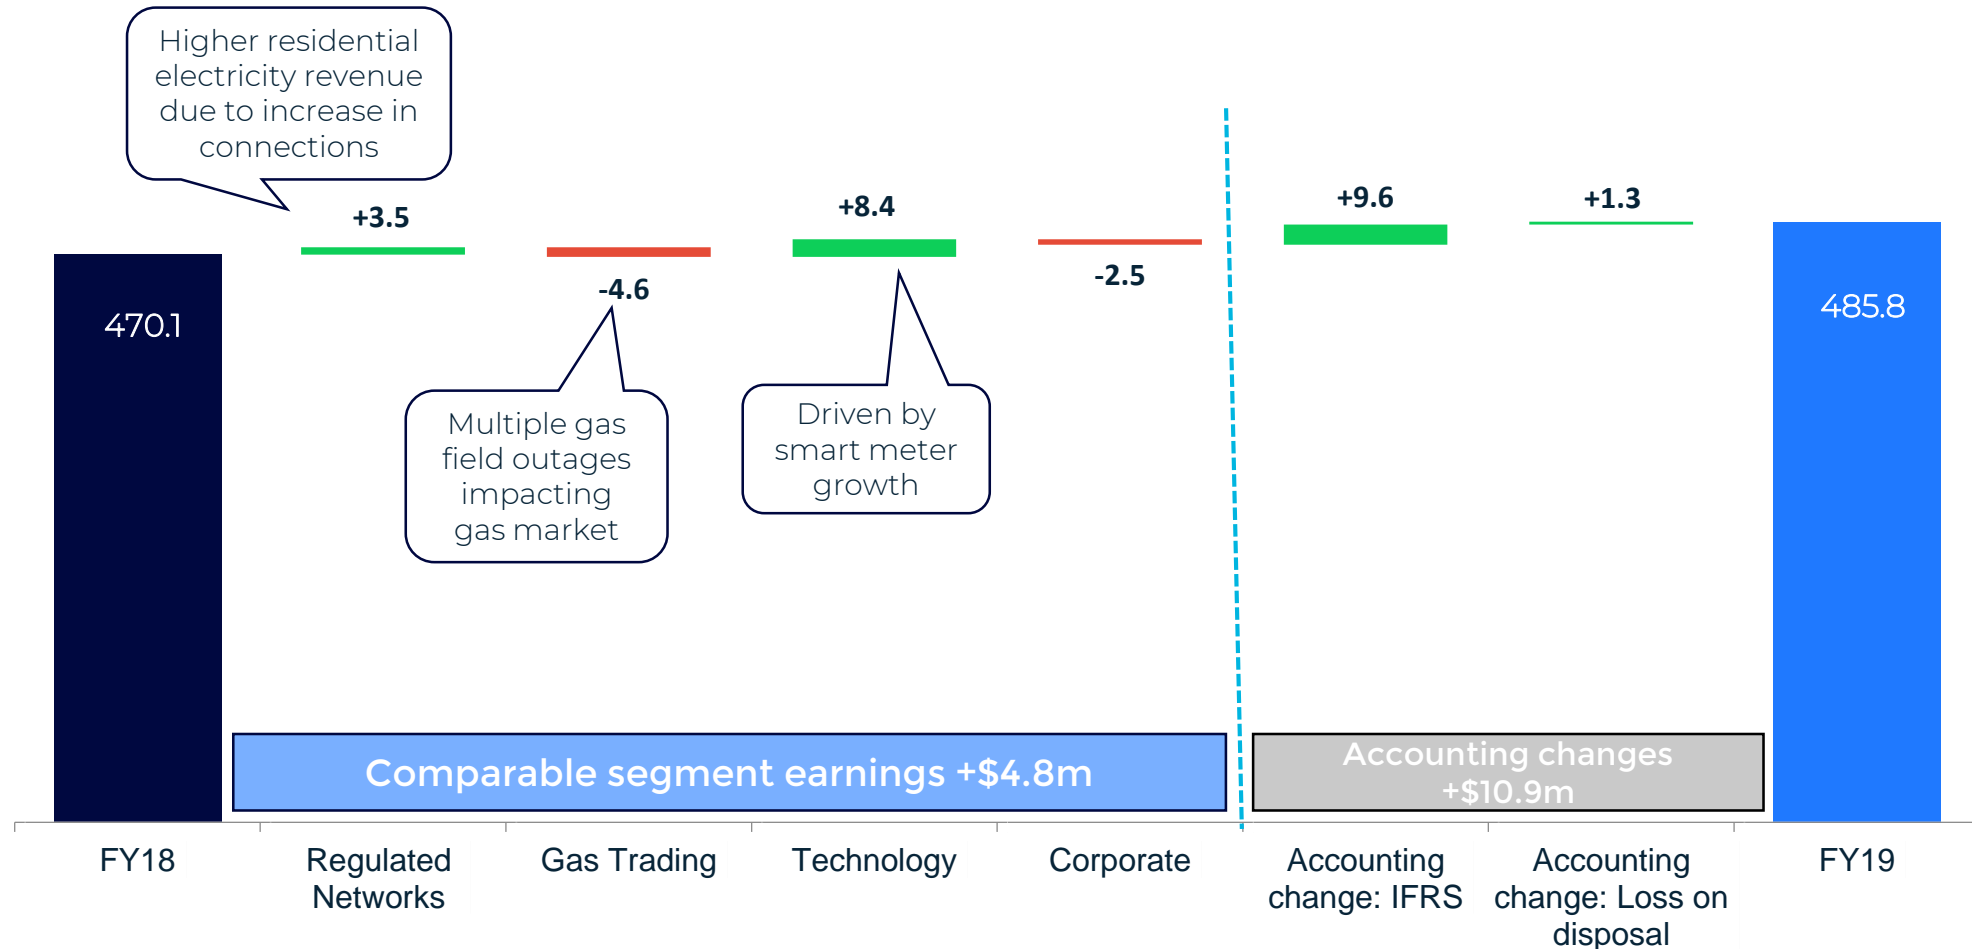 Higher residential
electricity revenue
due to increase in
connections
+3.5
-4.6
+8.4
-2.5
+9.6
+1.3
470.1
485.8
Multiple gas
field outages
impacting
gas market
Driven by
smart meter
growth
Comparable segment earnings +$4.8m
Accounting changes
+$10.9m
FY18
Regulated
Networks
Gas Trading
Technology
Corporate
Accounting
change: IFRS
Accounting
change: Loss on
disposal
FY19